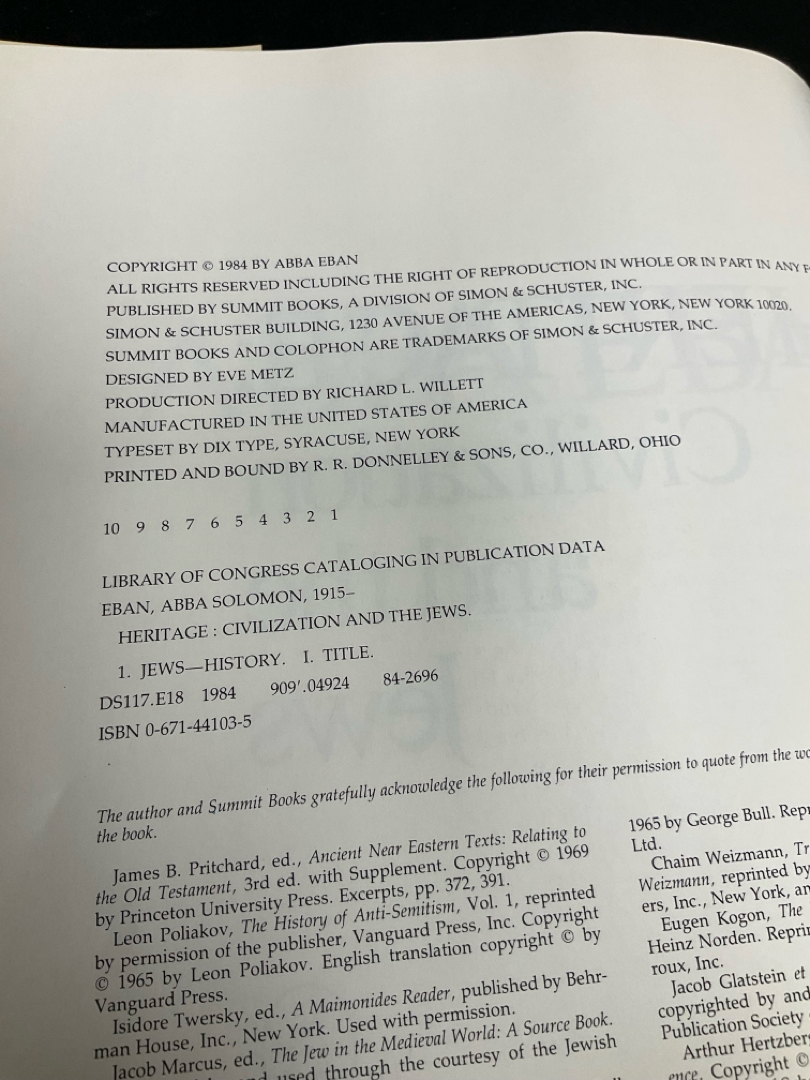 COPYRIGHT © 1984 BY ABBA EBAN
ALL RIGHTS RESERVED INCLUDING THE RIGHT OF REPRODUCTION IN WHOLE OR IN PART IN ANY
PUBLISHED BY SUMMIT BOOKS, A DIVISION OF SIMON & SCHUSTER, INC.
SIMON & SCHUSTER BUILDING, 1230 AVENUE OF THE AMERICAS, NEW YORK, NEW YORK 10020.
SUMMIT BOOKS AND COLOPHON ARE TRADEMARKS OF SIMON & SCHUSTER, INC.
DESIGNED BY EVE METZ
PRODUCTION DIRECTED BY RICHARD L. WILLETT
MANUFACTURED IN THE UNITED STATES OF AMERICA
TYPESET BY DIX TYPE, SYRACUSE, NEW YORK
PRINTED AND BOUND BY R. R. DONNELLEY & SONS, CO., WILLARD, OHIO
10 9 8 7 6 5 4 3 2 1
LIBRARY OF CONGRESS CATALOGING IN PUBLICATION DATA
EBAN, ABBA SOLOMON, 1915–
HERITAGE : CIVILIZATION AND THE JEWS.
1. JEWS—HISTORY. I. TITLE.
DS117.E18 1984 909′.04924 84-2696
ISBN 0-671-44103-5
The author and Summit Books gratefully acknowledge the following for their permission to quote from the
the book.
James B. Pritchard, ed., Ancient Near Eastern Texts: Relating to
the Old Testament, 3rd ed. with Supplement. Copyright © 1969
by Princeton University Press. Excerpts, pp. 372, 391.
Leon Poliakov, The History of Anti-Semitism, Vol. 1, reprinted
by permission of the publisher, Vanguard Press, Inc. Copyright
© 1965 by Leon Poliakov. English translation copyright © by
Vanguard Press.
Isidore Twersky, ed., A Maimonides Reader, published by Behr-
man House, Inc., New York. Used with permission.
Jacob Marcus, ed., The Jew in the Medieval World: A Source Book.
used through the courtesy of the Jewish
1965 by George Bull.
Ltd.
Chaim Weizmann,
Weizmann, reprinted by
ers, Inc., New York,
Eugen Kogon, The
Heinz Norden.
roux, Inc.
Jacob Glatstein et
copyrighted by and
Publication Society
Arthur
Copyright ©